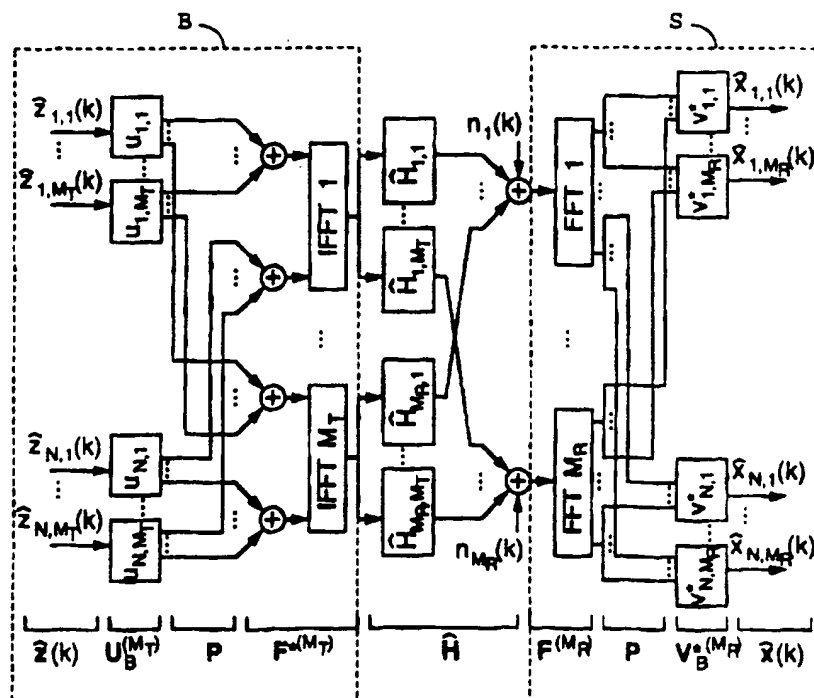 B
S
ẑ1,1(k)
u1,1
ẑ1,MT(k)
u1,MT
IFFT 1
Ĥ1,1
Ĥ1,MT
n1(k)
FFT 1
V*1,1
x̂1,1(k)
V*1,MR
x̂1,MR(k)
ẑN,1(k)
uN,1
ẑN,MT(k)
uN,MT
IFFT MT
ĤMR,1
ĤMR,MT
nMR(k)
FFT MR
V*N,1
x̂N,1(k)
V*N,MR
x̂N,MR(k)
ẑ(k) UB(MT) P F*(MT) Ĥ F(MR) P VB*(MR) x̂(k)